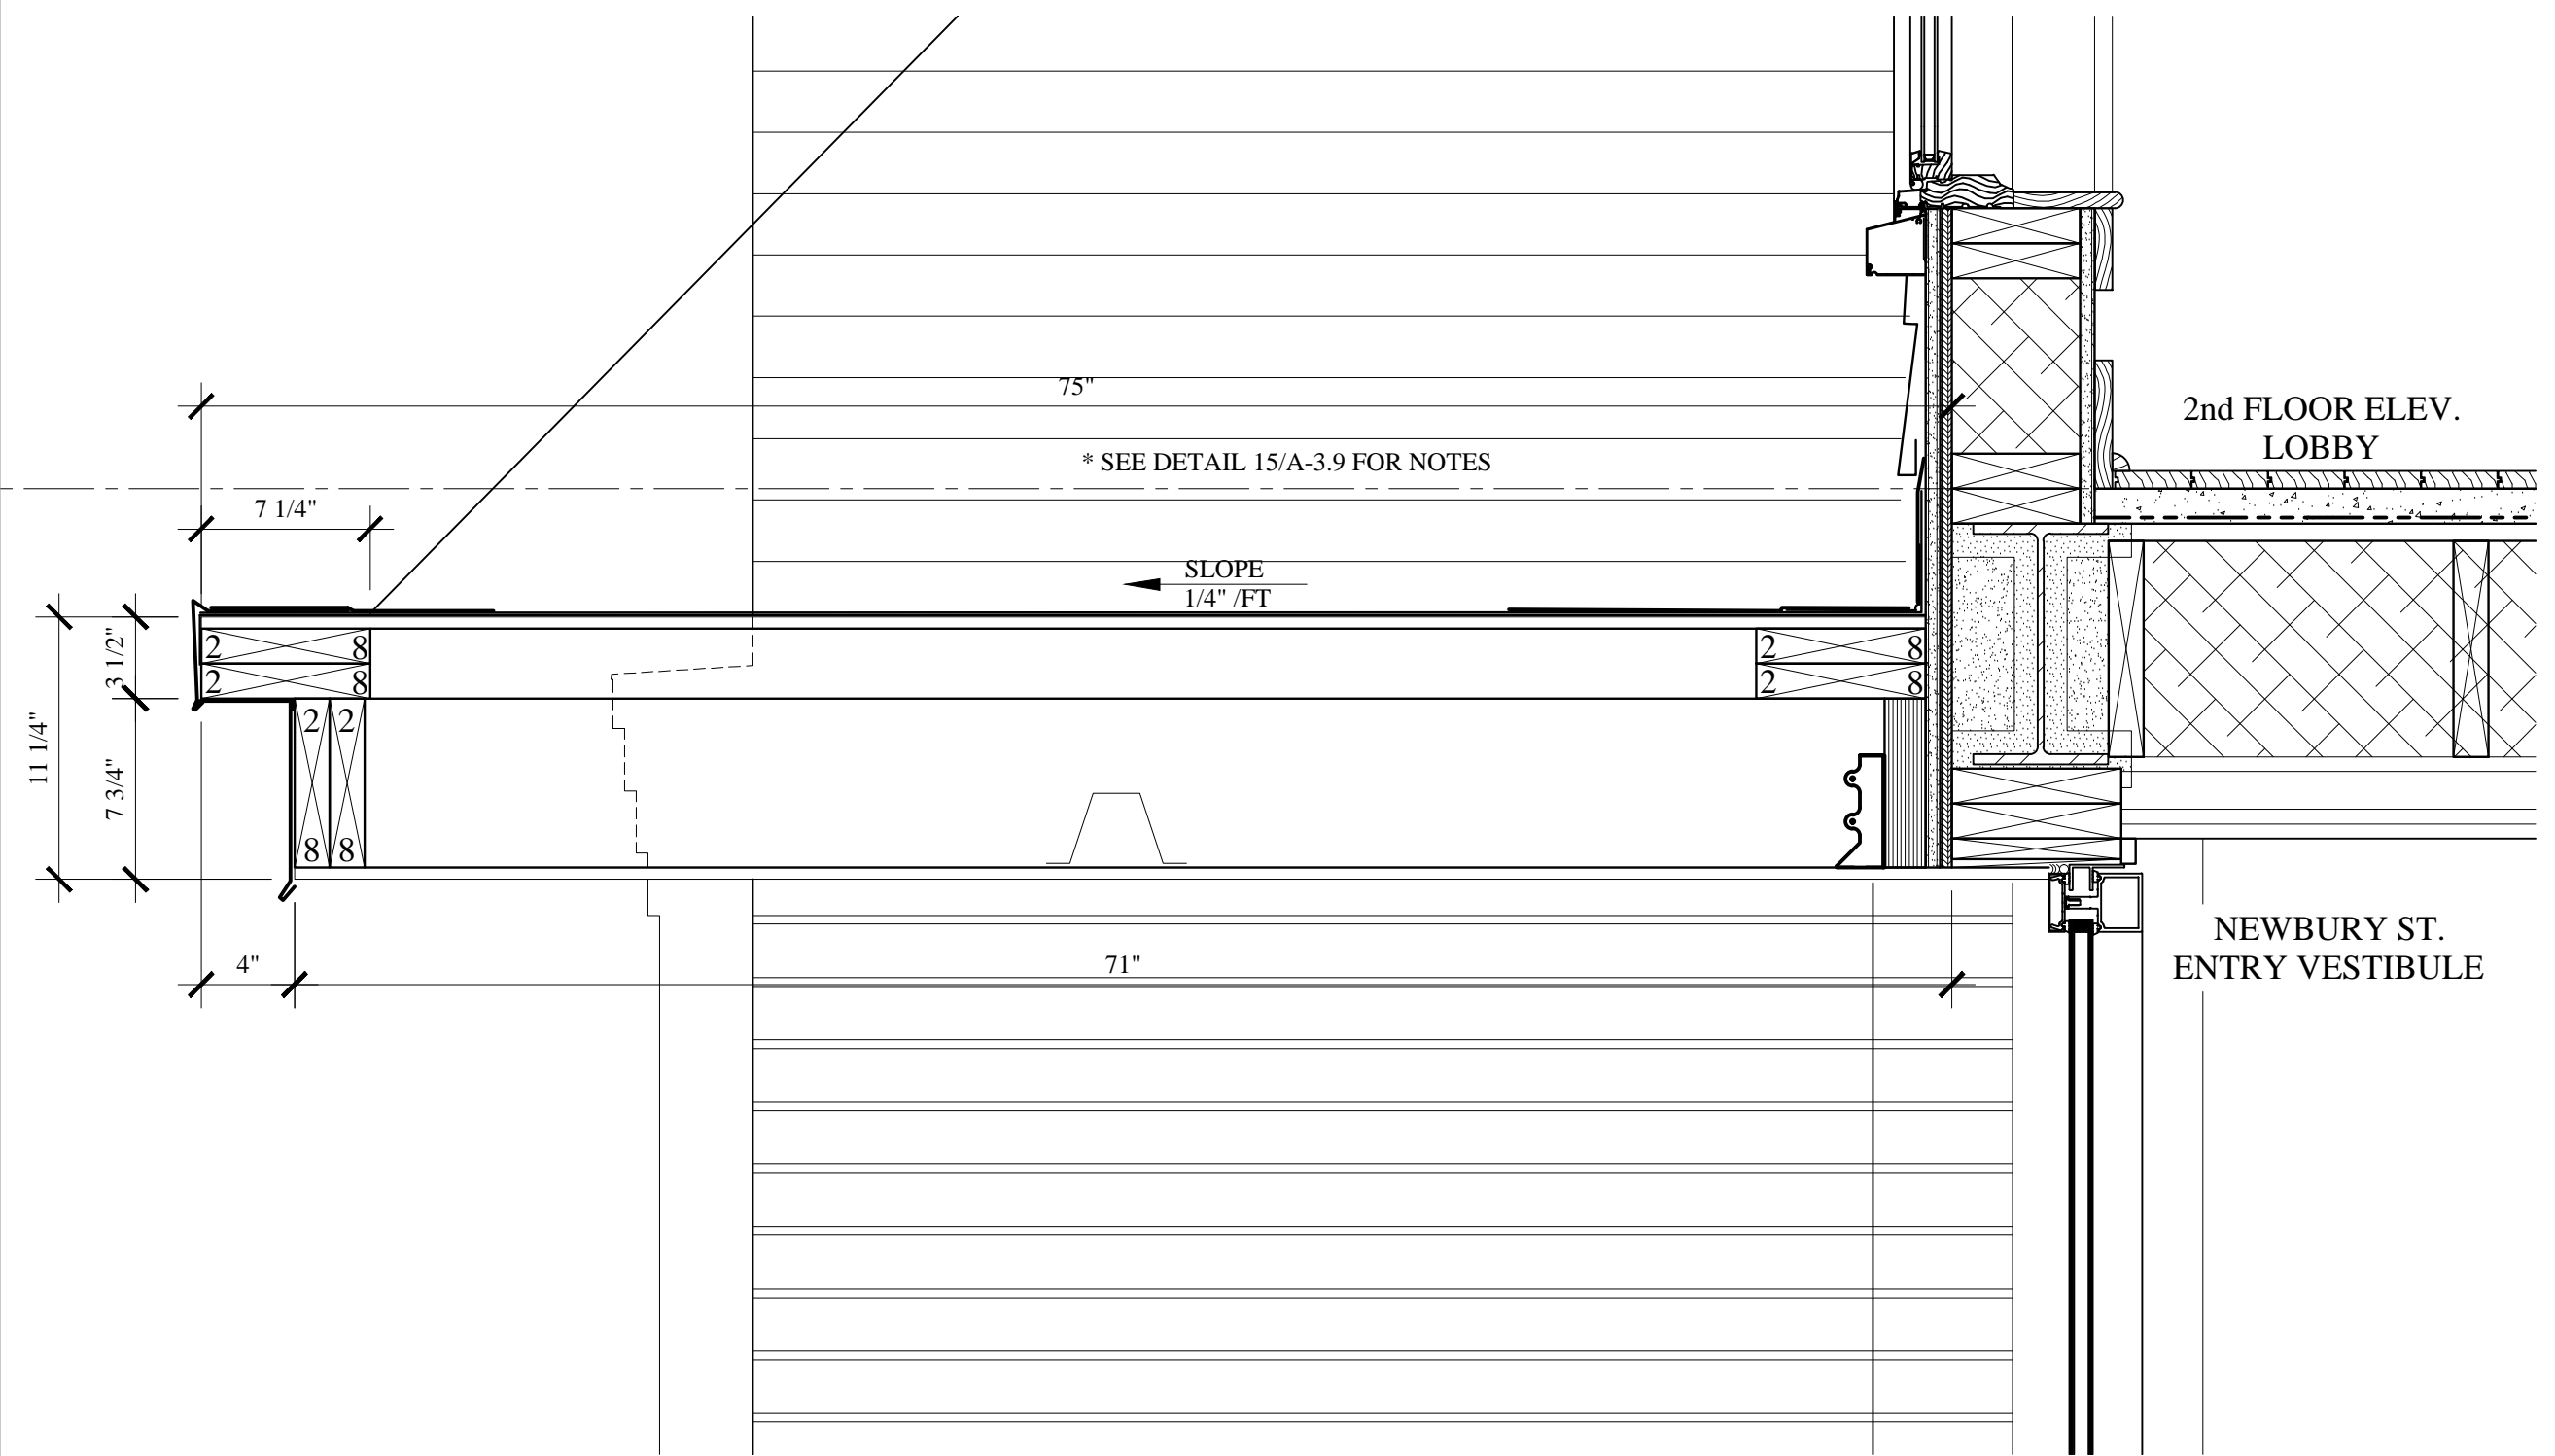 75"
2nd FLOOR ELEV.
LOBBY
* SEE DETAIL 15/A-3.9 FOR NOTES
7 1/4"
SLOPE
1/4" /FT
3 1/2"
11 1/4"
7 3/4"
2 8
2 8
2 8
2 8
2 2
8 8
NEWBURY ST.
ENTRY VESTIBULE
4"
71"